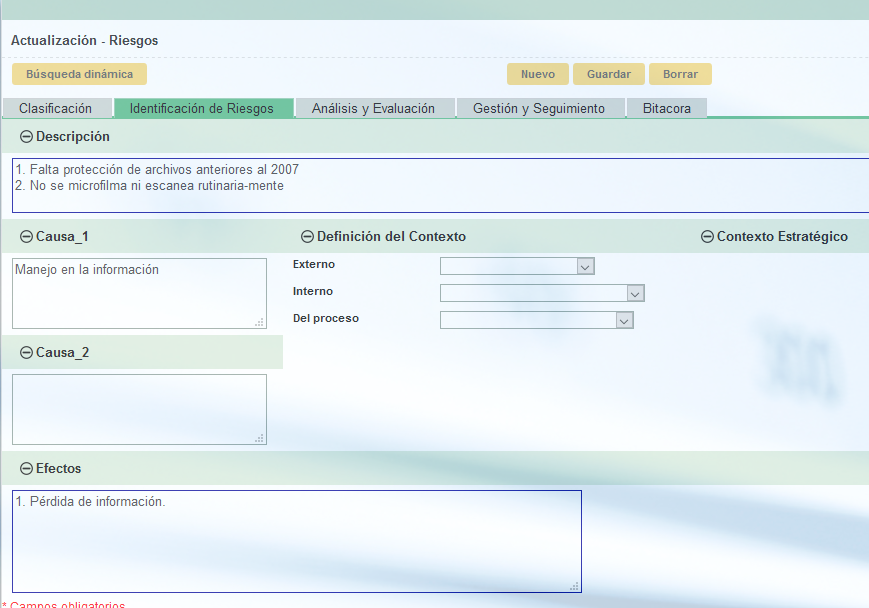 Actualización - Riesgos
Búsqueda dinámica Nuevo Guardar Borrar
Clasificación Identificación de Riesgos Análisis y Evaluación Gestión y Seguimiento Bitacora
Descripción
1. Falta protección de archivos anteriores al 2007
2. No se microfilma ni escanea rutinaria-mente
Causa_1 Definición del Contexto Contexto Estratégico
Manejo en la información
Externo
Interno
Del proceso
Causa_2
Efectos
1. Pérdida de información.
* Campos obligatorios